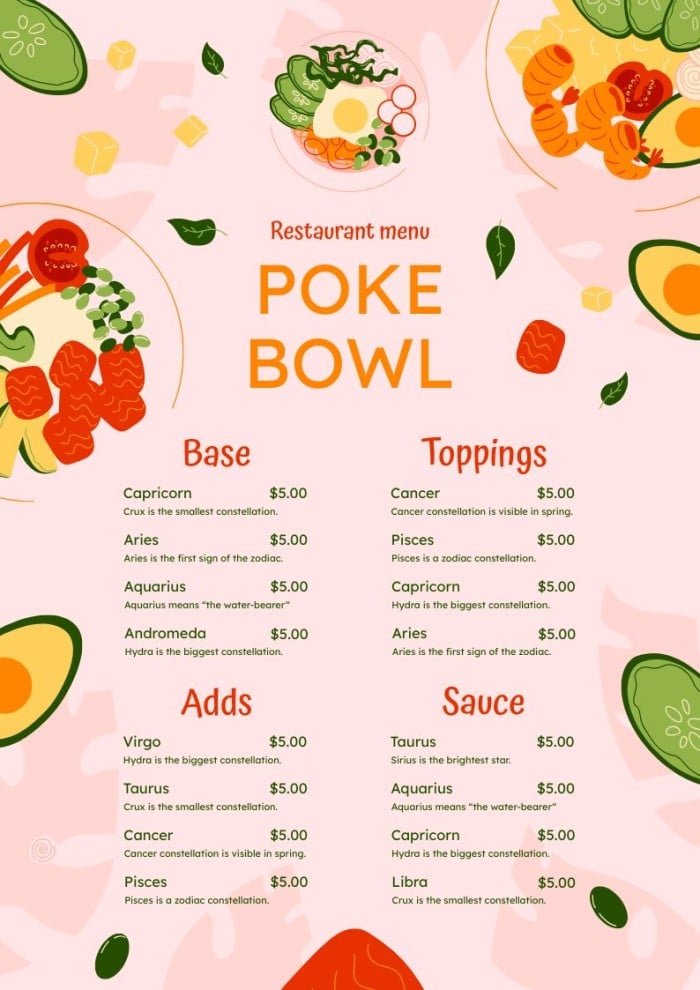 Restaurant menu
POKE
BOWL
Base
Capricorn $5.00
Crux is the smallest constellation.
Aries $5.00
Aries is the first sign of the zodiac.
Aquarius $5.00
Aquarius means “the water-bearer”
Andromeda $5.00
Hydra is the biggest constellation.
Toppings
Cancer $5.00
Cancer constellation is visible in spring.
Pisces $5.00
Pisces is a zodiac constellation.
Capricorn $5.00
Hydra is the biggest constellation.
Aries $5.00
Aries is the first sign of the zodiac.
Adds
Virgo $5.00
Hydra is the biggest constellation.
Taurus $5.00
Crux is the smallest constellation.
Cancer $5.00
Cancer constellation is visible in spring.
Pisces $5.00
Pisces is a zodiac constellation.
Sauce
Taurus $5.00
Sirius is the brightest star.
Aquarius $5.00
Aquarius means “the water-bearer”
Capricorn $5.00
Hydra is the biggest constellation.
Libra $5.00
Crux is the smallest constellation.